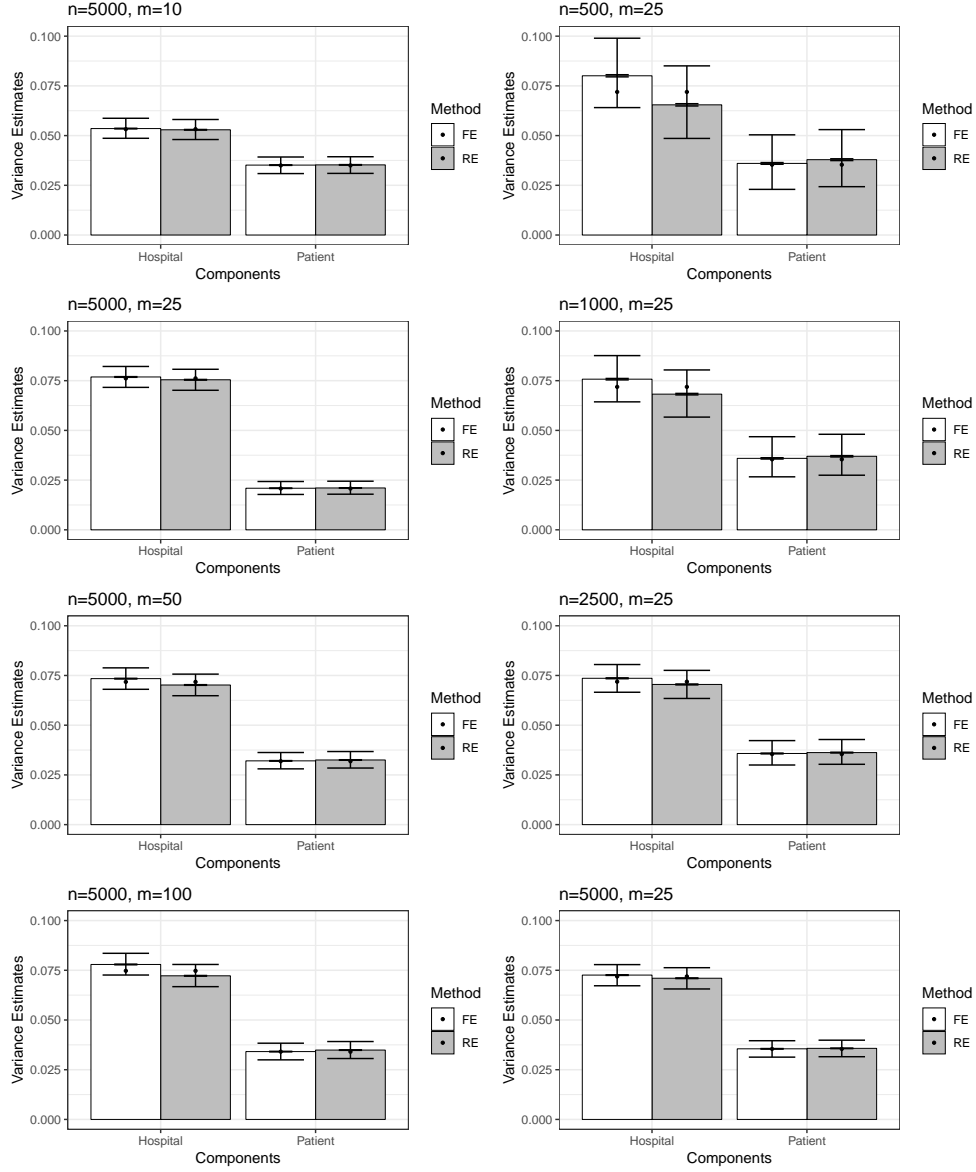 n=5000, m=10
0.100
0.075
0.050
0.025
0.000
Variance Estimates
Hospital
Patient
Components
Method
FE
RE
n=500, m=25
0.100
0.075
0.050
0.025
0.000
Variance Estimates
Hospital
Patient
Components
Method
FE
RE
n=5000, m=25
0.100
0.075
0.050
0.025
0.000
Variance Estimates
Hospital
Patient
Components
Method
FE
RE
n=1000, m=25
0.100
0.075
0.050
0.025
0.000
Variance Estimates
Hospital
Patient
Components
Method
FE
RE
n=5000, m=50
0.100
0.075
0.050
0.025
0.000
Variance Estimates
Hospital
Patient
Components
Method
FE
RE
n=2500, m=25
0.100
0.075
0.050
0.025
0.000
Variance Estimates
Hospital
Patient
Components
Method
FE
RE
n=5000, m=100
0.100
0.075
0.050
0.025
0.000
Variance Estimates
Hospital
Patient
Components
Method
FE
RE
n=5000, m=25
0.100
0.075
0.050
0.025
0.000
Variance Estimates
Hospital
Patient
Components
Method
FE
RE